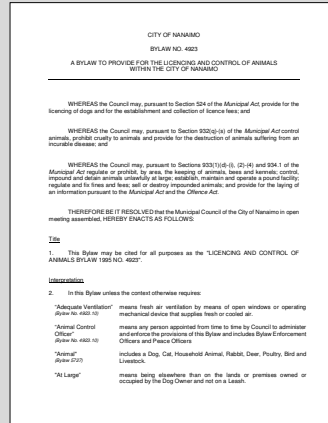 CITY OF NANAIMO
BYLAW NO. 4923
A BYLAW TO PROVIDE FOR THE LICENCING AND CONTROL OF ANIMALS
WITHIN THE CITY OF NANAIMO
WHEREAS the Council may, pursuant to Section 524 of the Municipal Act, provide for the
licencing of dogs and for the establishment and collection of licence fees; and
WHEREAS the Council may, pursuant to Section 932(q)-(s) of the Municipal Act control
animals, prohibit cruelty to animals and provide for the destruction of animals suffering from an
incurable disease; and
WHEREAS the Council may, pursuant to Sections 933(1)(d)-(i), (2)-(4) and 934.1 of the
Municipal Act regulate or prohibit, by area, the keeping of animals, bees and kennels; control,
impound and detain animals unlawfully at large; establish, maintain and operate a pound facility;
regulate and fix fines and fees; sell or destroy impounded animals; and provide for the laying of
an information pursuant to the Municipal Act and the Offence Act.
THEREFORE BE IT RESOLVED that the Municipal Council of the City of Nanaimo in open
meeting assembled, HEREBY ENACTS AS FOLLOWS:
Title
1. This Bylaw may be cited for all purposes as the "LICENCING AND CONTROL OF
ANIMALS BYLAW 1995 NO. 4923".
Interpretation
2. In this Bylaw unless the context otherwise requires:
"Adequate Ventilation" means fresh air ventilation by means of open windows or operating
(Bylaw No. 4923.10) mechanical device that supplies fresh or cooled air.
"Animal Control means any person appointed from time to time by Council to administer
Officer" and enforce the provisions of this Bylaw and includes Bylaw Enforcement
(Bylaw No. 4923.10) Officers and Peace Officers
"Animal" includes a Dog, Cat, Household Animal, Rabbit, Deer, Poultry, Bird and
(Bylaw 5727) Livestock.
"At Large" means being elsewhere than on the lands or premises owned or
occupied by the Dog Owner and not on a Leash.